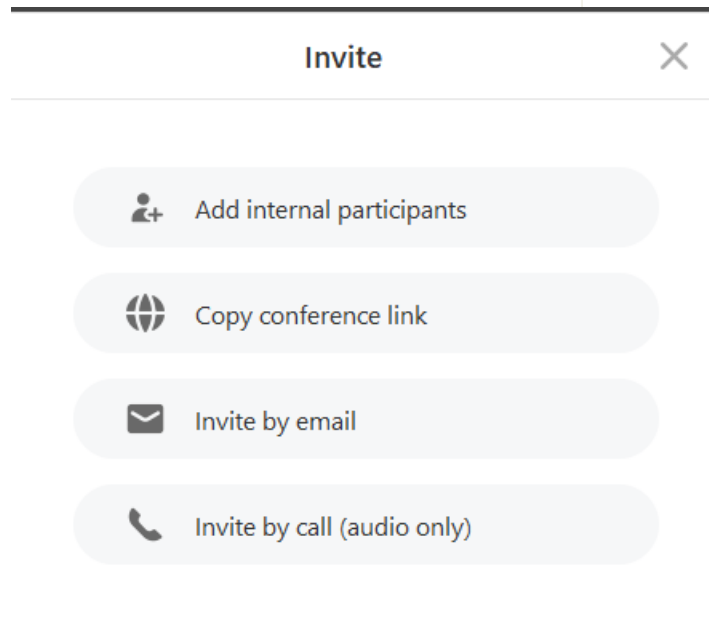 Invite
Add internal participants
Copy conference link
Invite by email
Invite by call (audio only)